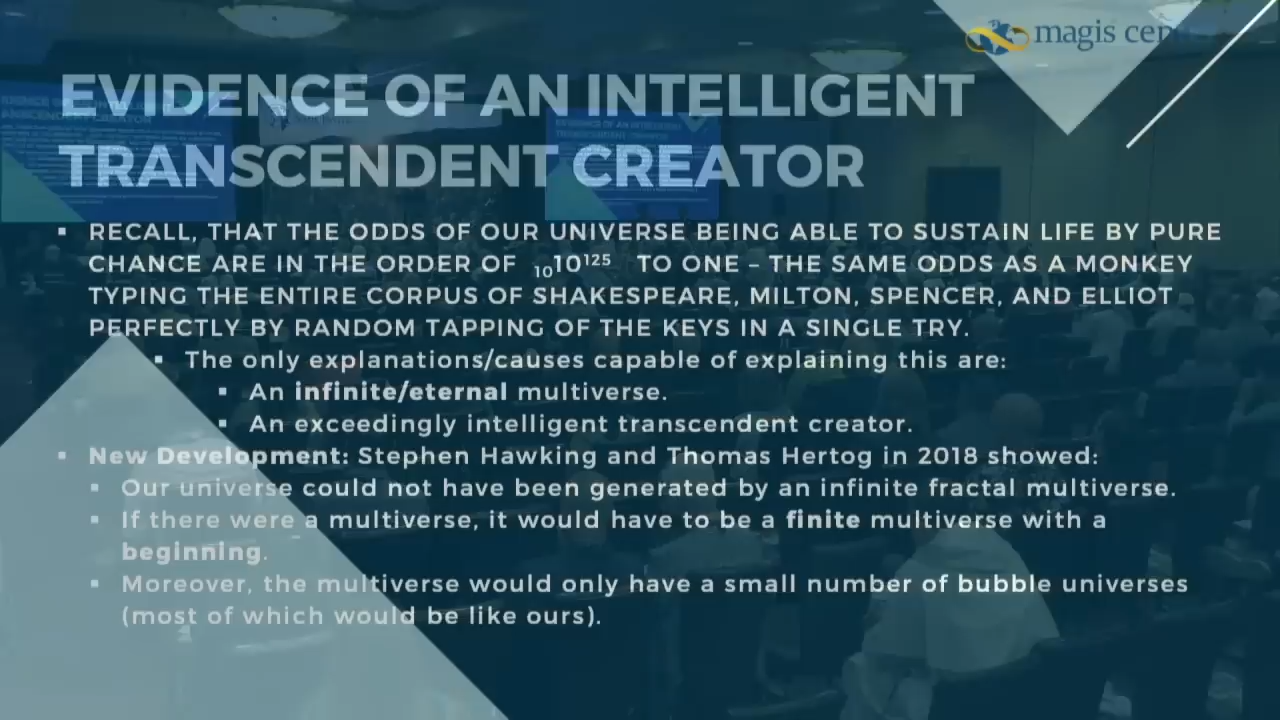 magis cen
EVIDENCE OF AN INTELLIGENT
TRANSCENDENT CREATOR
▪ RECALL, THAT THE ODDS OF OUR UNIVERSE BEING ABLE TO SUSTAIN LIFE BY PURE
CHANCE ARE IN THE ORDER OF ₁₀10¹²⁵ TO ONE – THE SAME ODDS AS A MONKEY
TYPING THE ENTIRE CORPUS OF SHAKESPEARE, MILTON, SPENCER, AND ELLIOT
PERFECTLY BY RANDOM TAPPING OF THE KEYS IN A SINGLE TRY.
▪ The only explanations/causes capable of explaining this are:
▪ An infinite/eternal multiverse.
▪ An exceedingly intelligent transcendent creator.
▪ New Development: Stephen Hawking and Thomas Hertog in 2018 showed:
▪ Our universe could not have been generated by an infinite fractal multiverse.
▪ If there were a multiverse, it would have to be a finite multiverse with a
beginning.
▪ Moreover, the multiverse would only have a small number of bubble universes
(most of which would be like ours).